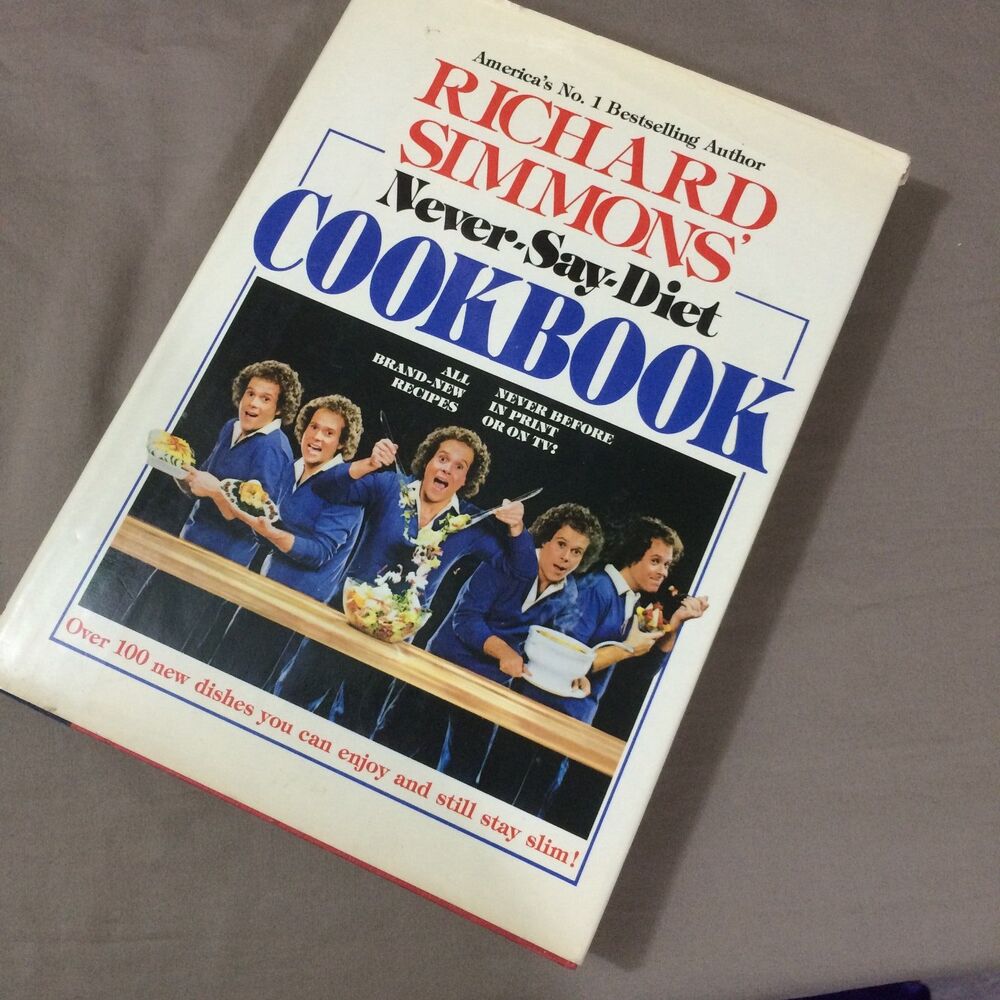 America's No. 1 Bestselling Author
RICHARD
SIMMONS'
Never-Say-Diet
COOKBOOK
ALL
BRAND-NEW
RECIPES
NEVER BEFORE
IN PRINT
OR ON TV!
Over 100 new dishes you can enjoy and still stay slim!